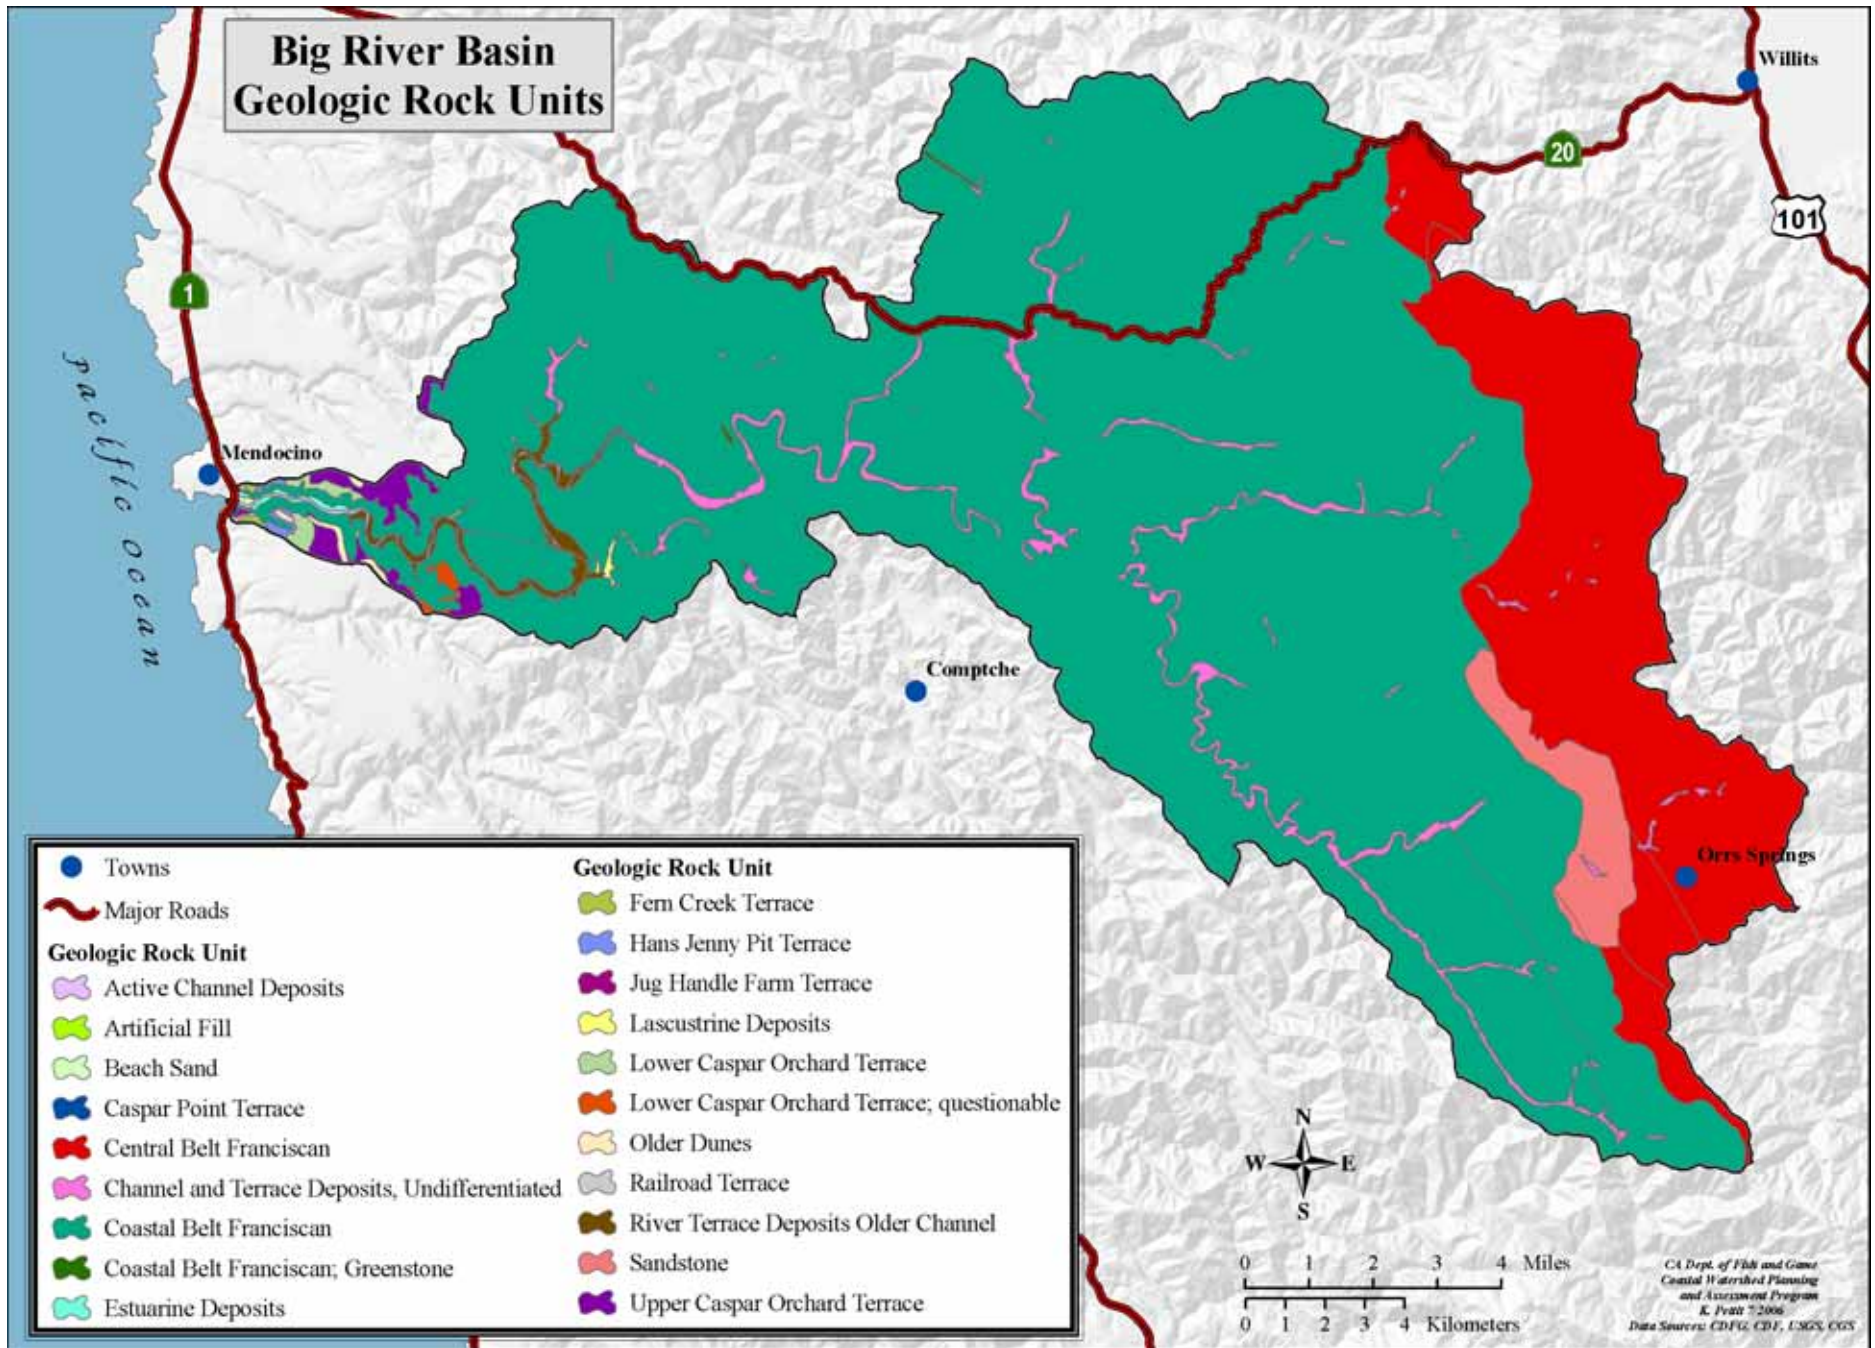 Big River Basin
Geologic Rock Units
Willits
20
101
1
Mendocino
pacific ocean
Comptche
Orrs Springs
Towns
Major Roads
Geologic Rock Unit
Active Channel Deposits
Artificial Fill
Beach Sand
Caspar Point Terrace
Central Belt Franciscan
Channel and Terrace Deposits, Undifferentiated
Coastal Belt Franciscan
Coastal Belt Franciscan; Greenstone
Estuarine Deposits
Geologic Rock Unit
Fern Creek Terrace
Hans Jenny Pit Terrace
Jug Handle Farm Terrace
Lascustrine Deposits
Lower Caspar Orchard Terrace
Lower Caspar Orchard Terrace; questionable
Older Dunes
Railroad Terrace
River Terrace Deposits Older Channel
Sandstone
Upper Caspar Orchard Terrace
N
W E
S
0 1 2 3 4 Miles
0 1 2 3 4 Kilometers
CA Dept. of Fish and Game
Coastal Watershed Planning
and Assessment Program
K. Pettit 7 2006
Data Sources: CDFG, CDF, USGS, CGS